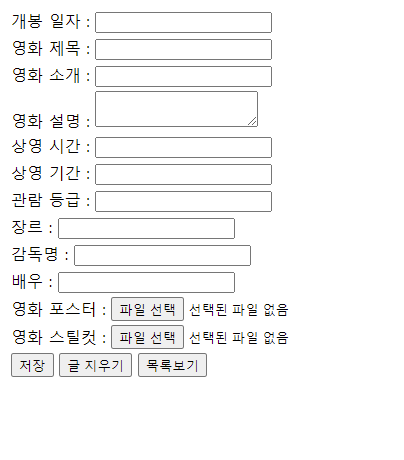 개봉 일자 :
영화 제목 :
영화 소개 :
영화 설명 :
상영 시간 :
상영 기간 :
관람 등급 :
장르 :
감독명 :
배우 :
영화 포스터 : 파일 선택 선택된 파일 없음
영화 스틸컷 : 파일 선택 선택된 파일 없음
저장 글 지우기 목록보기